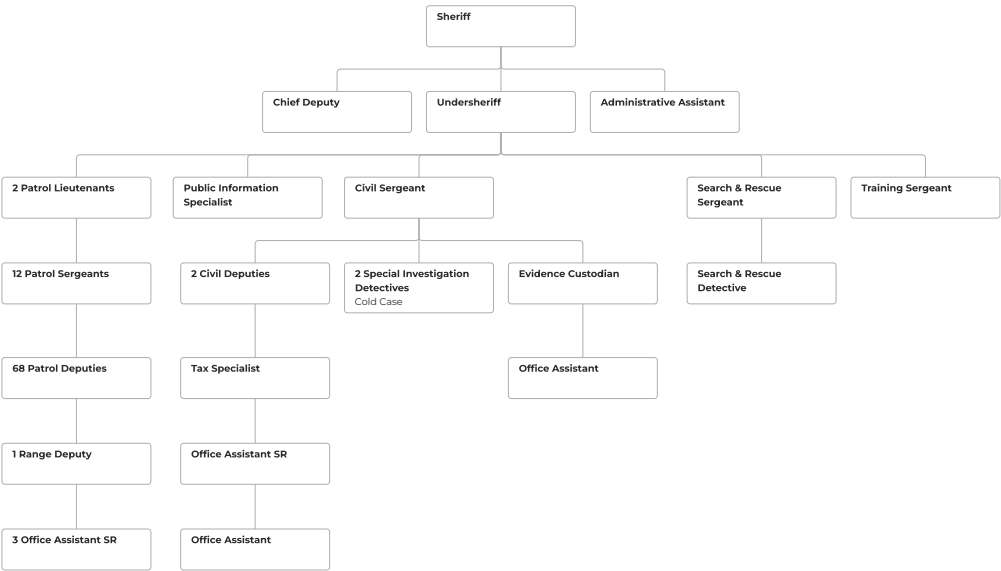 Sheriff
Chief Deputy
Undersheriff
Administrative Assistant
2 Patrol Lieutenants
Public Information
Specialist
Civil Sergeant
Search & Rescue
Sergeant
Training Sergeant
12 Patrol Sergeants
2 Civil Deputies
2 Special Investigation
Detectives
Cold Case
Evidence Custodian
Search & Rescue
Detective
68 Patrol Deputies
Tax Specialist
Office Assistant
1 Range Deputy
Office Assistant SR
3 Office Assistant SR
Office Assistant